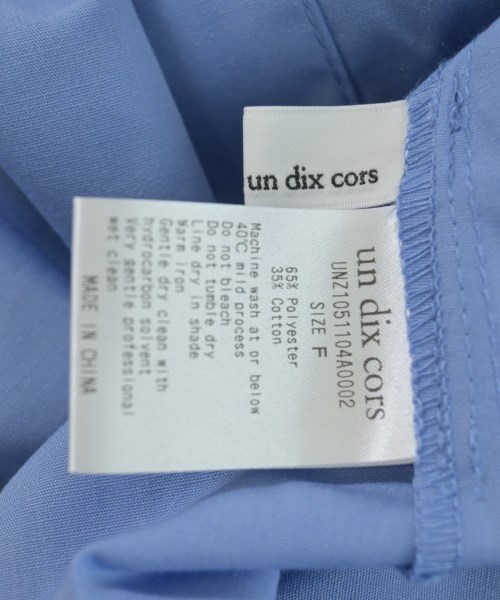 un dix cors
un dix cors
UNZ1051104A0002
SIZE F
65% Polyester
35% Cotton
Machine wash at or below
40℃ mild process
Do not bleach
Do not tumble dry
Line dry in shade
Warm iron
Gentle dry clean with
hydrocarbon solvent
Very gentle professional
wet clean
MADE IN CHINA